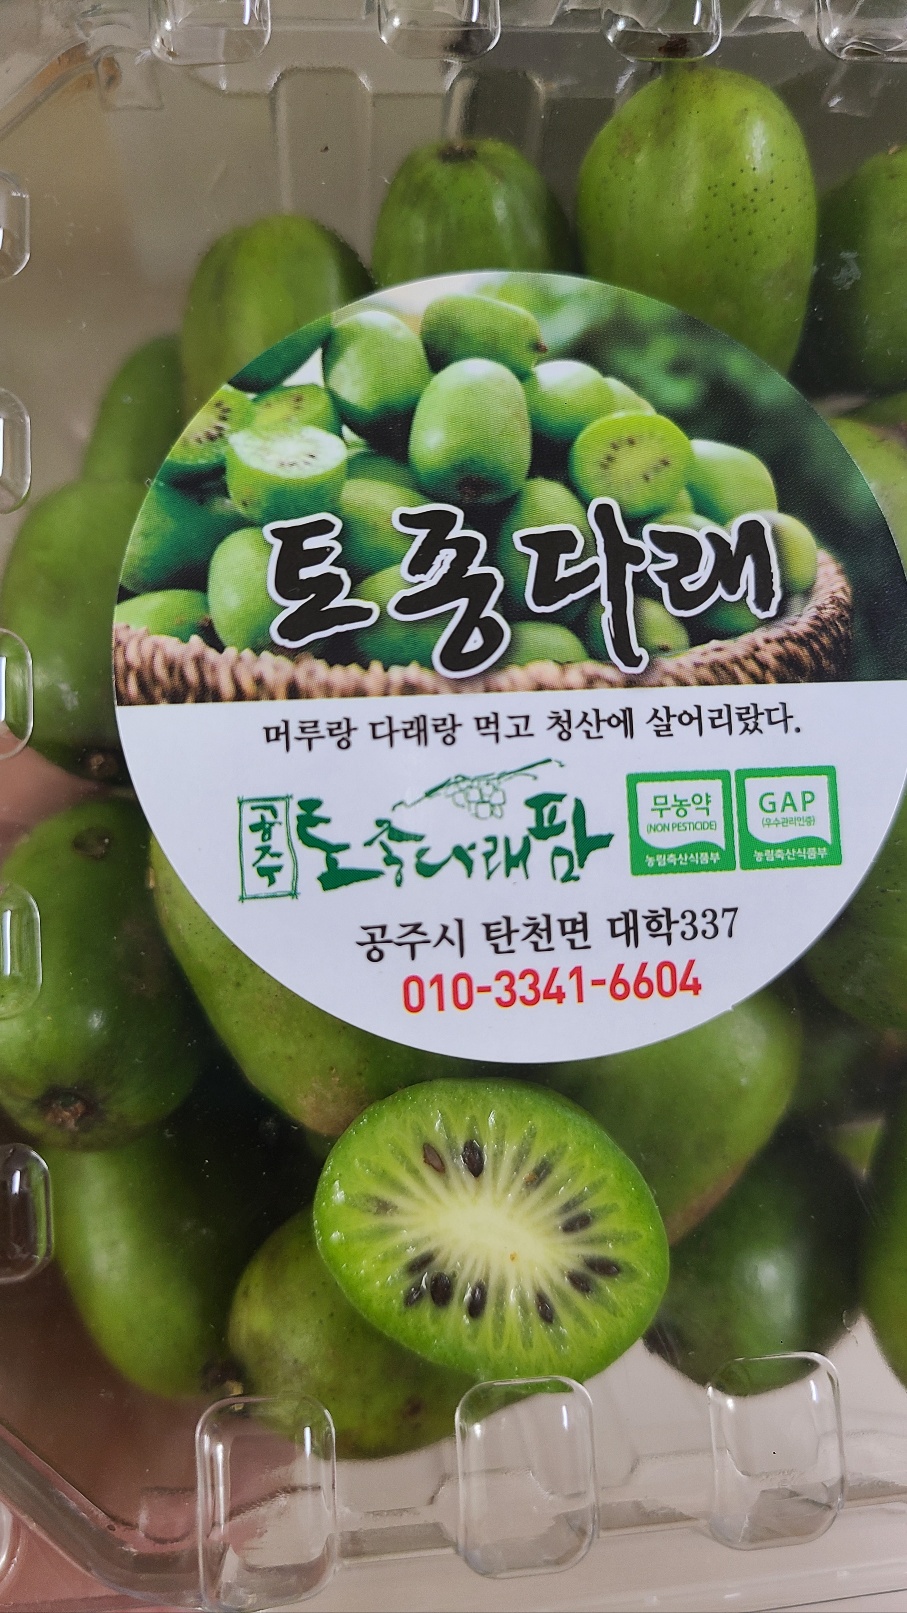 토종다래
머루랑 다래랑 먹고 청산에 살어리랐다.
공주 토종다래팜
무농약
(NON PESTICIDE)
농림축산식품부
GAP
(우수관리인증)
농림축산식품부
공주시 탄천면 대학337
010-3341-6604